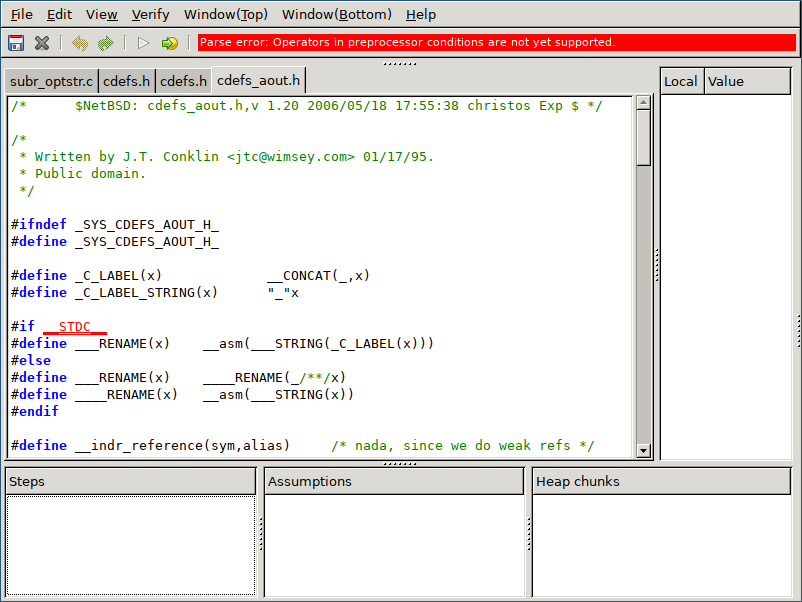 File Edit View Verify Window(Top) Window(Bottom) Help
Parse error: Operators in preprocessor conditions are not yet supported.
subr_optstr.c cdefs.h cdefs.h cdefs_aout.h
/*      $NetBSD: cdefs_aout.h,v 1.20 2006/05/18 17:55:38 christos Exp $ */
/*
 * Written by J.T. Conklin <jtc@wimsey.com> 01/17/95.
 * Public domain.
 */
#ifndef _SYS_CDEFS_AOUT_H_
#define _SYS_CDEFS_AOUT_H_
#define _C_LABEL(x)             __CONCAT(_,x)
#define _C_LABEL_STRING(x)      "_"x
#if __STDC__
#define ___RENAME(x)    __asm(___STRING(_C_LABEL(x)))
#else
#define ___RENAME(x)    ____RENAME(_/**/x)
#define ____RENAME(x)   __asm(___STRING(x))
#endif
#define __indr_reference(sym,alias)     /* nada, since we do weak refs */
Local Value
Steps
Assumptions
Heap chunks